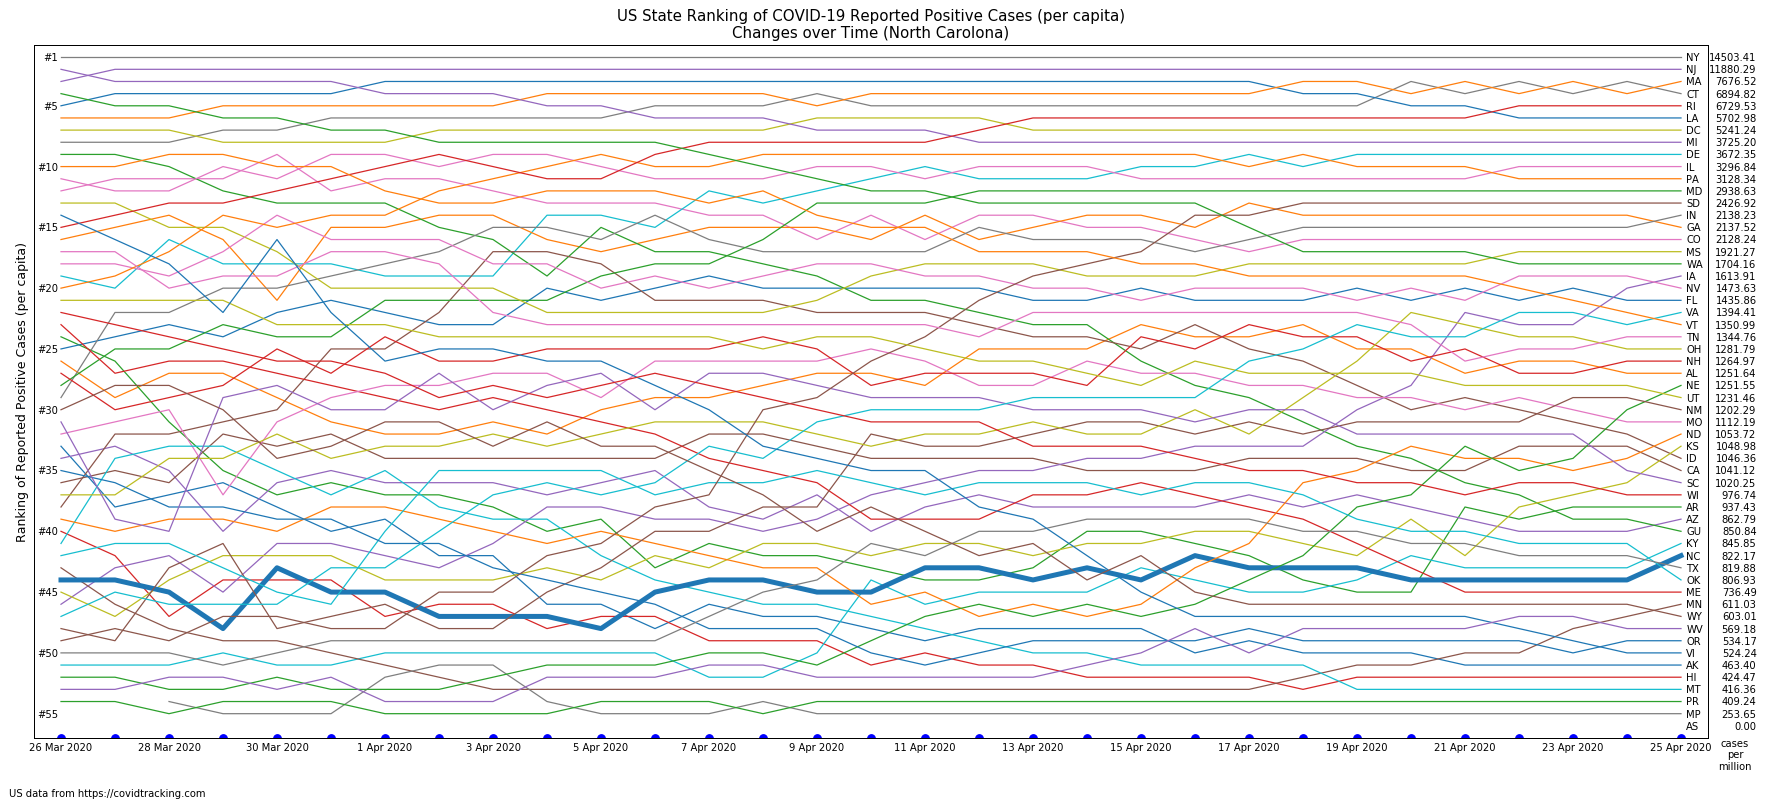 US State Ranking of COVID-19 Reported Positive Cases (per capita)
Changes over Time (North Carolona)
Ranking of Reported Positive Cases (per capita)
#1
#5
#10
#15
#20
#25
#30
#35
#40
#45
#50
#55
NY 14503.41
NJ 11880.29
MA 7676.52
CT 6894.82
RI 6729.53
LA 5702.98
DC 5241.24
MI 3725.20
DE 3672.35
IL 3296.84
PA 3128.34
MD 2938.63
SD 2426.92
IN 2138.23
GA 2137.52
CO 2128.24
MS 1921.27
WA 1704.16
IA 1613.91
NV 1473.63
FL 1435.86
VA 1394.41
VT 1350.99
TN 1344.76
OH 1281.79
NH 1264.97
AL 1251.64
NE 1251.55
UT 1231.46
NM 1202.29
MO 1112.19
ND 1053.72
KS 1048.98
ID 1046.36
CA 1041.12
SC 1020.25
WI 976.74
AR 937.43
AZ 862.79
GU 850.84
KY 845.85
NC 822.17
TX 819.88
OK 806.93
ME 736.49
MN 611.03
WY 603.01
WV 569.18
OR 534.17
VI 524.24
AK 463.40
HI 424.47
MT 416.36
PR 409.24
MP 253.65
AS 0.00
26 Mar 2020 28 Mar 2020 30 Mar 2020 1 Apr 2020 3 Apr 2020 5 Apr 2020 7 Apr 2020 9 Apr 2020 11 Apr 2020 13 Apr 2020 15 Apr 2020 17 Apr 2020 19 Apr 2020 21 Apr 2020 23 Apr 2020 25 Apr 2020
cases
per
million
US data from https://covidtracking.com